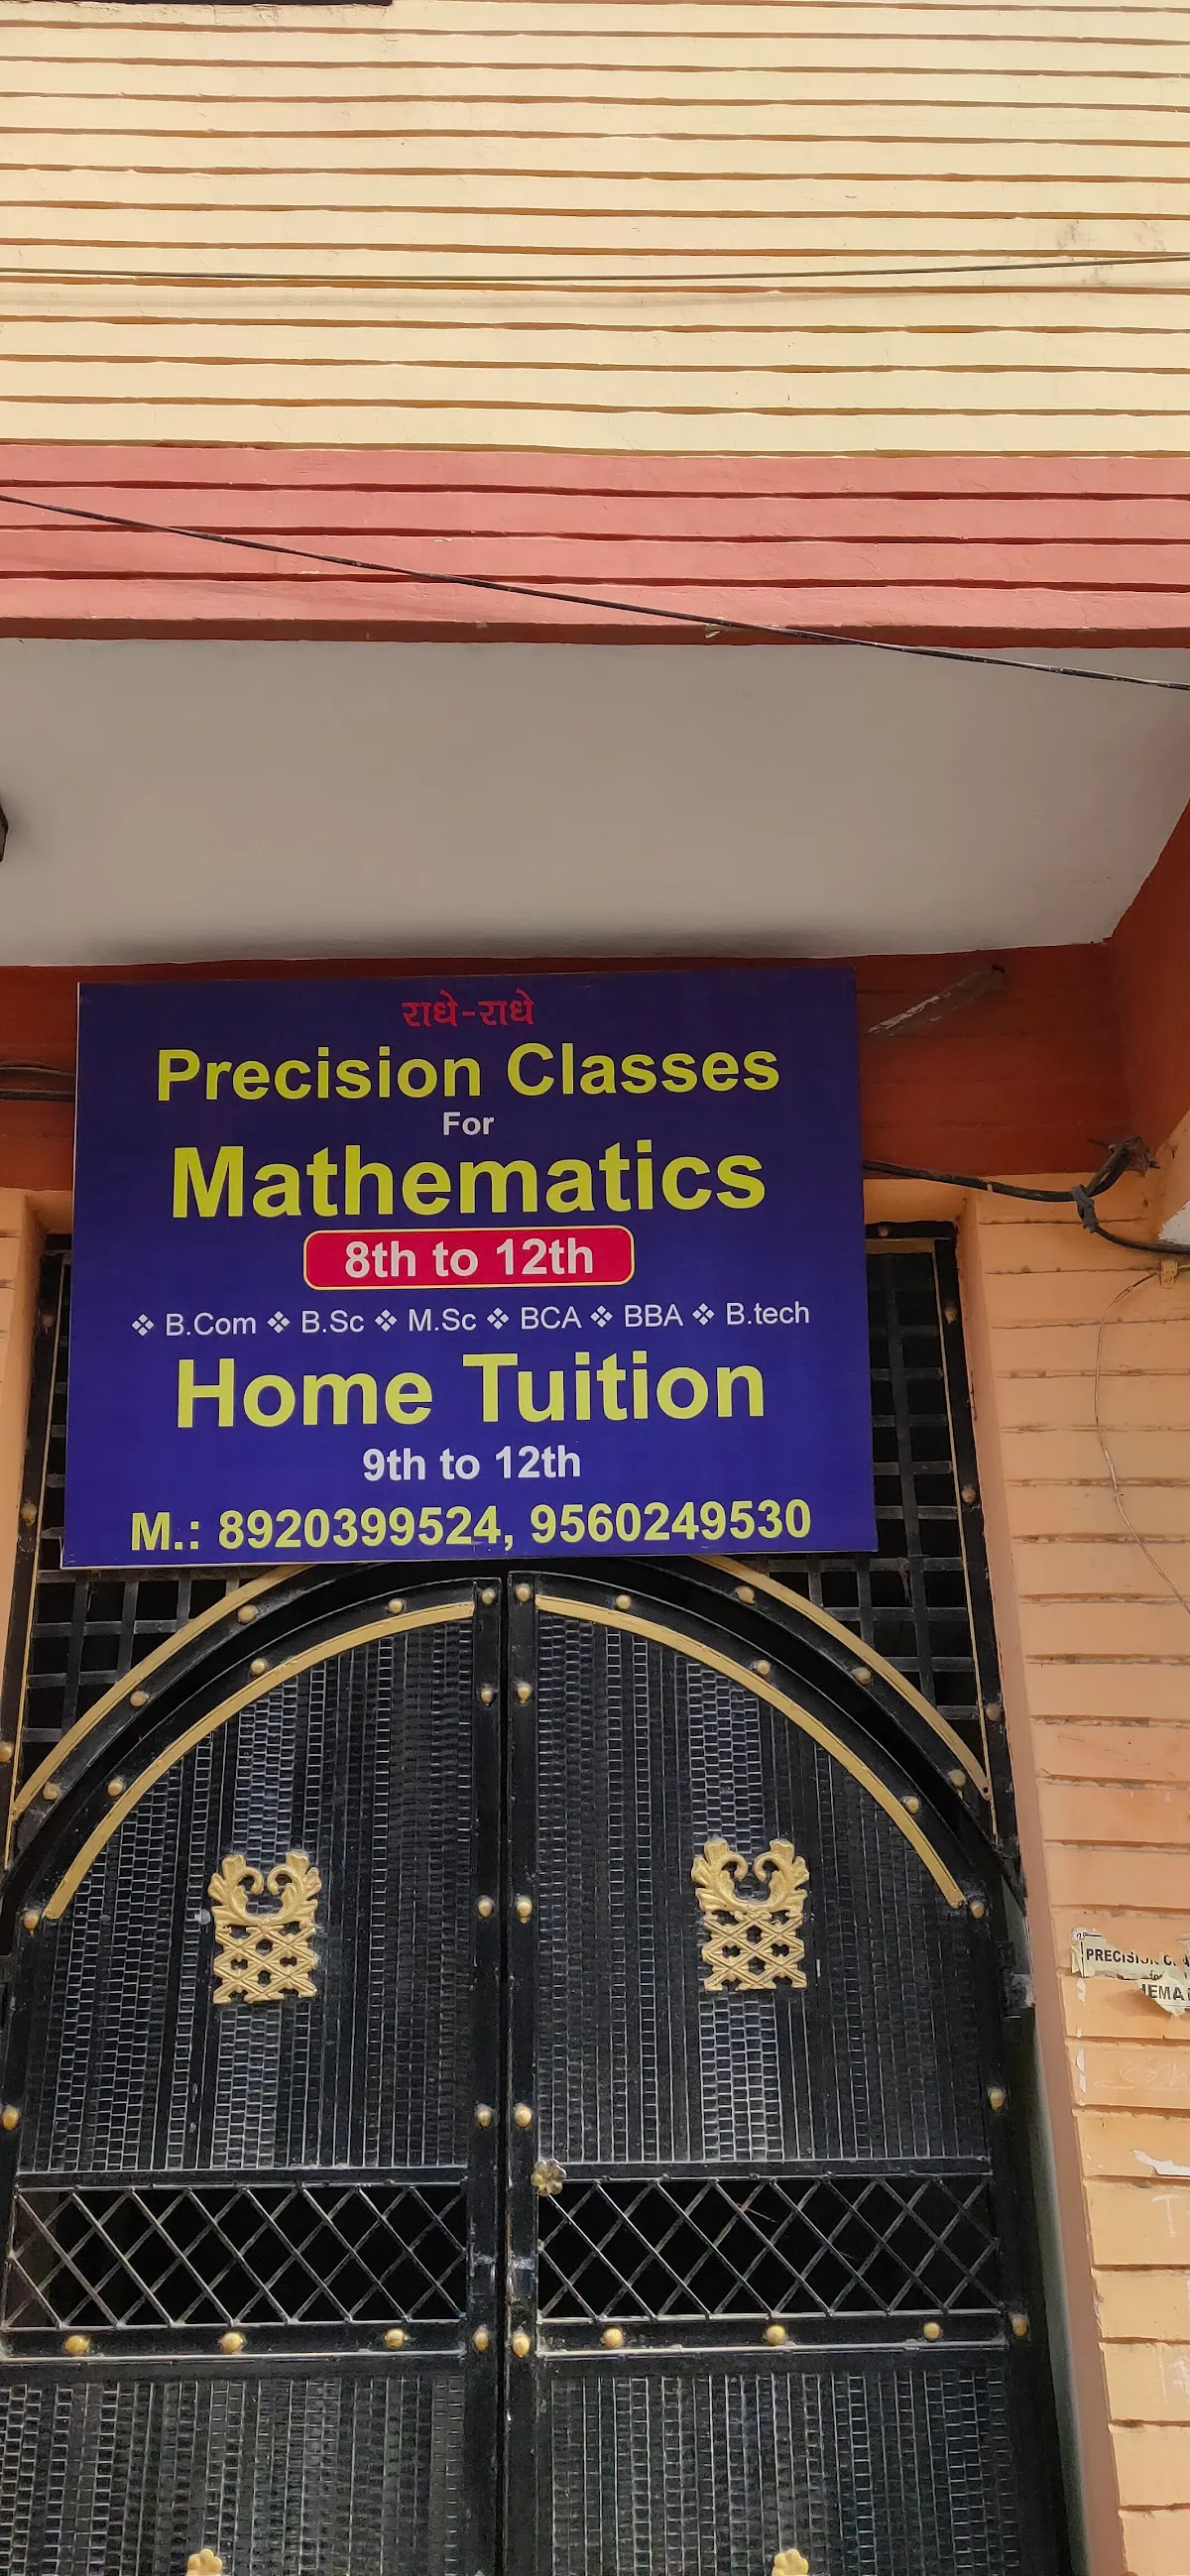 राधे-राधे
Precision Classes
For
Mathematics
8th to 12th
❖ B.Com ❖ B.Sc ❖ M.Sc ❖ BCA ❖ BBA ❖ B.tech
Home Tuition
9th to 12th
M.: 8920399524, 9560249530